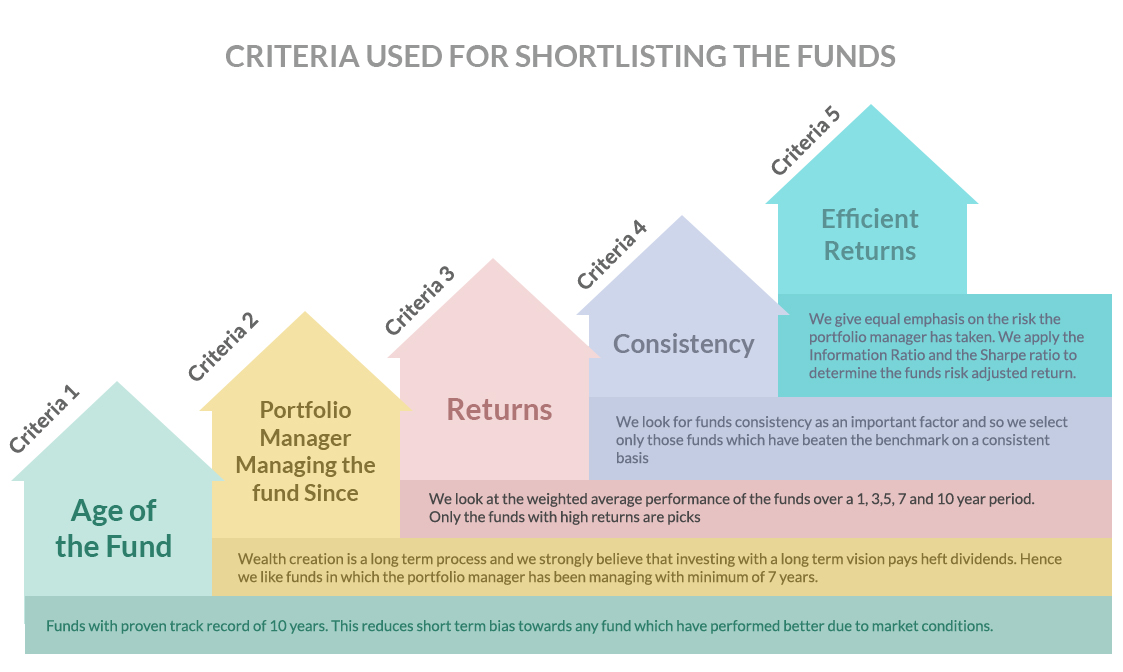 CRITERIA USED FOR SHORTLISTING THE FUNDS
Criteria 1
Age of
the Fund
Funds with proven track record of 10 years. This reduces short term bias towards any fund which have performed better due to market conditions.
Criteria 2
Portfolio
Manager
Managing the
fund Since
Wealth creation is a long term process and we strongly believe that investing with a long term vision pays heft dividends. Hence
we like funds in which the portfolio manager has been managing with minimum of 7 years.
Criteria 3
Returns
We look at the weighted average performance of the funds over a 1, 3,5, 7 and 10 year period.
Only the funds with high returns are picks
Criteria 4
Consistency
We look for funds consistency as an important factor and so we select
only those funds which have beaten the benchmark on a consistent
basis
Criteria 5
Efficient
Returns
We give equal emphasis on the risk the
portfolio manager has taken. We apply the
Information Ratio and the Sharpe ratio to
determine the funds risk adjusted return.